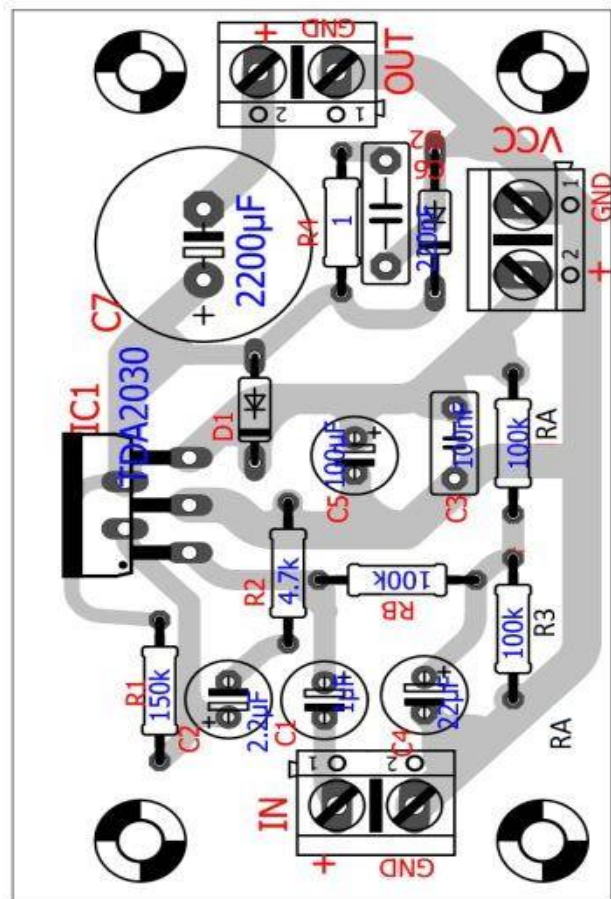 + GND
OUT
2 1
D2
C6
VCC
R4
1
220nF
1 GND
2 +
2200µF
C7
+
IC1
TDA2030
D1
100µF
+
C5
100nF
C3
100k
RA
R2
4.7k
100k
RB
100k
R3
R1
150k
+
2.2µF
C2
1µF
+
C1
22µF
+
C4
RA
1 2
IN
+ GND